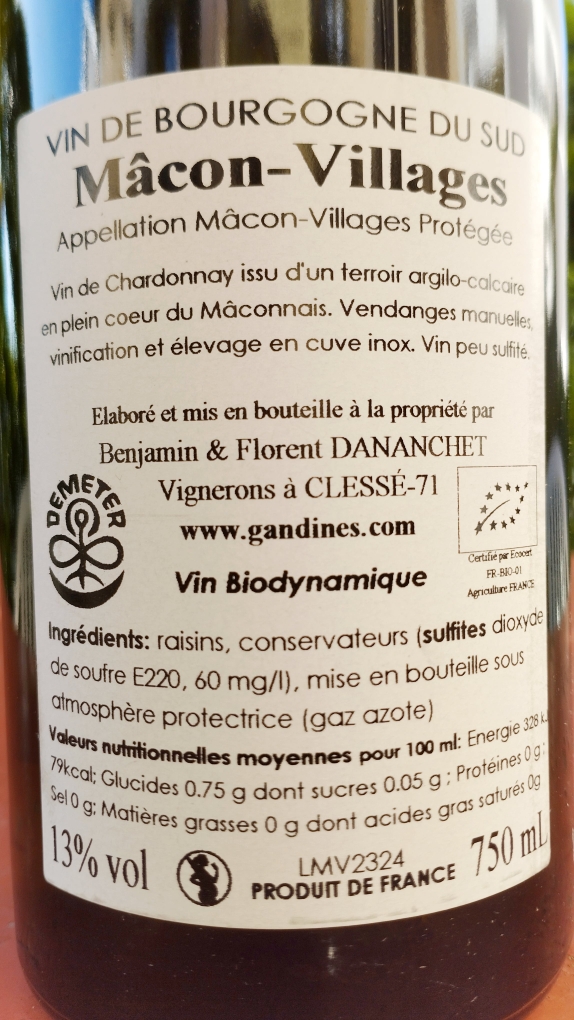 VIN DE BOURGOGNE DU SUD
Mâcon-Villages
Appellation Mâcon-Villages Protégée
Vin de Chardonnay issu d'un terroir argilo-calcaire
en plein coeur du Mâconnais. Vendanges manuelles,
vinification et élevage en cuve inox. Vin peu sulfité.
Elaboré et mis en bouteille à la propriété par
Benjamin & Florent DANANCHET
Vignerons à CLESSÉ-71
www.gandines.com
Vin Biodynamique
DEMETER
Certifié par Ecocert
FR-BIO-01
Agriculture FRANCE
Ingrédients: raisins, conservateurs (sulfites dioxyde
de soufre E220, 60 mg/l), mise en bouteille sous
atmosphère protectrice (gaz azote)
Valeurs nutritionnelles moyennes pour 100 ml: Energie 328 kJ
79kcal; Glucides 0.75 g dont sucres 0.05 g ; Protéines 0 g ;
Sel 0 g; Matières grasses 0 g dont acides gras saturés 0g
13% vol
LMV2324
PRODUIT DE FRANCE
750 mL